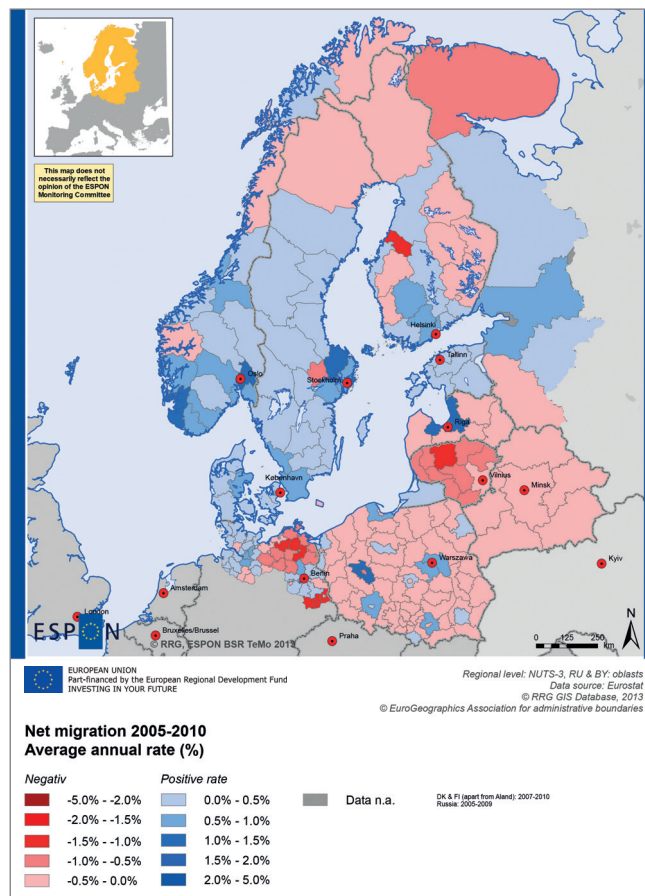 This map does not
necessarily reflect the
opinion of the ESPON
Monitoring Committee
Helsinki
Tallinn
Oslo
Stockholm
Riga
København
Vilnius
Minsk
Berlin
Warszawa
Kyiv
Amsterdam
London
Bruxelles/Brussel
Praha
ESPON
© RRG, ESPON BSR TeMo 2013
N
0 125 250
km
EUROPEAN UNION
Part-financed by the European Regional Development Fund
INVESTING IN YOUR FUTURE
Regional level: NUTS-3, RU & BY: oblasts
Data source: Eurostat
© RRG GIS Database, 2013
© EuroGeographics Association for administrative boundaries
Net migration 2005-2010
Average annual rate (%)
Negativ
-5.0% - -2.0%
-2.0% - -1.5%
-1.5% - -1.0%
-1.0% - -0.5%
-0.5% - 0.0%
Positive rate
0.0% - 0.5%
0.5% - 1.0%
1.0% - 1.5%
1.5% - 2.0%
2.0% - 5.0%
Data n.a.
DK & FI (apart from Aland): 2007-2010
Russia: 2005-2009